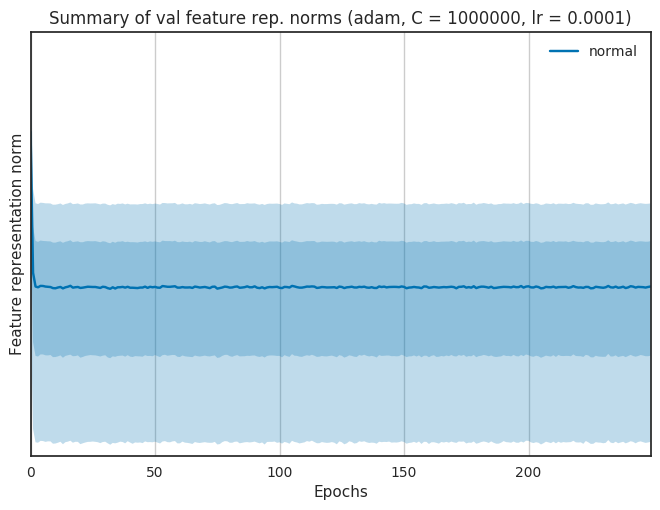 Summary of val feature rep. norms (adam, C = 1000000, lr = 0.0001)
normal
Feature representation norm
0 50 100 150 200
Epochs